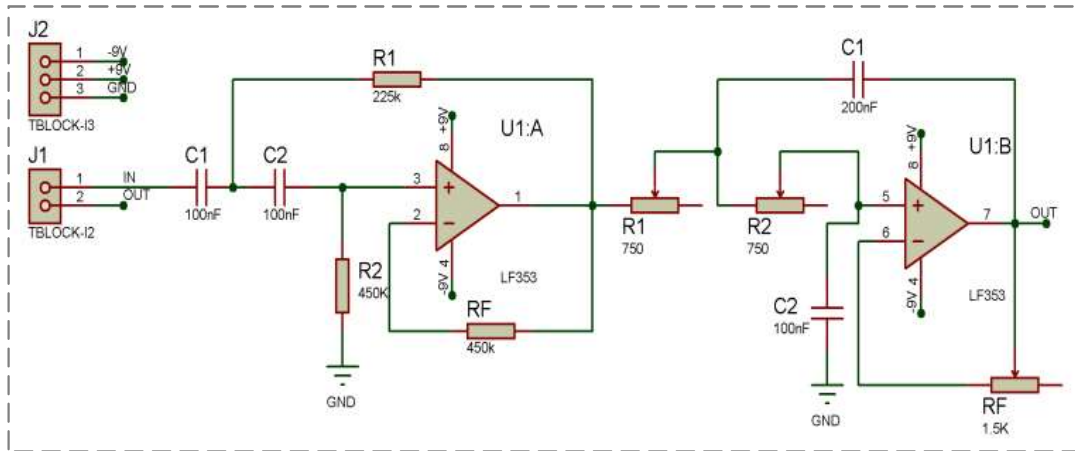 J2
1 -9V
2 +9V
3 GND
TBLOCK-I3
J1
1 IN
2 OUT
TBLOCK-I2
C1
100nF
C2
100nF
R1
225k
R2
450K
GND
U1:A
+9V
8
3
2
1
4
-9V
LF353
RF
450k
R1
750
R2
750
C1
200nF
C2
100nF
GND
U1:B
+9V
8
5
6
7
OUT
4
-9V
LF353
RF
1.5K